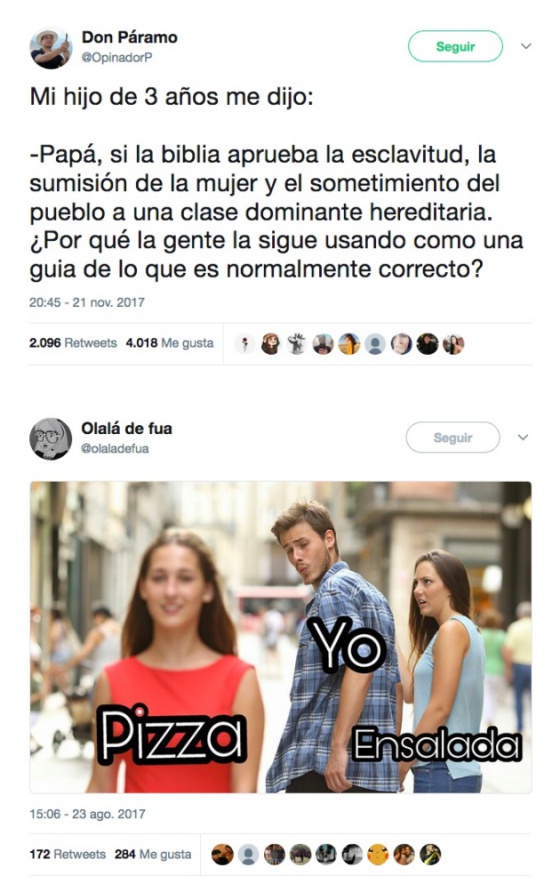 Don Páramo
@OpinadorP
Seguir
Mi hijo de 3 años me dijo:
-Papá, si la biblia aprueba la esclavitud, la
sumisión de la mujer y el sometimiento del
pueblo a una clase dominante hereditaria.
¿Por qué la gente la sigue usando como una
guia de lo que es normalmente correcto?
20:45 - 21 nov. 2017
2.096 Retweets 4.018 Me gusta
Olalá de fua
@olaladefua
Seguir
Yo
Pizza
Ensalada
15:06 - 23 ago. 2017
172 Retweets 284 Me gusta